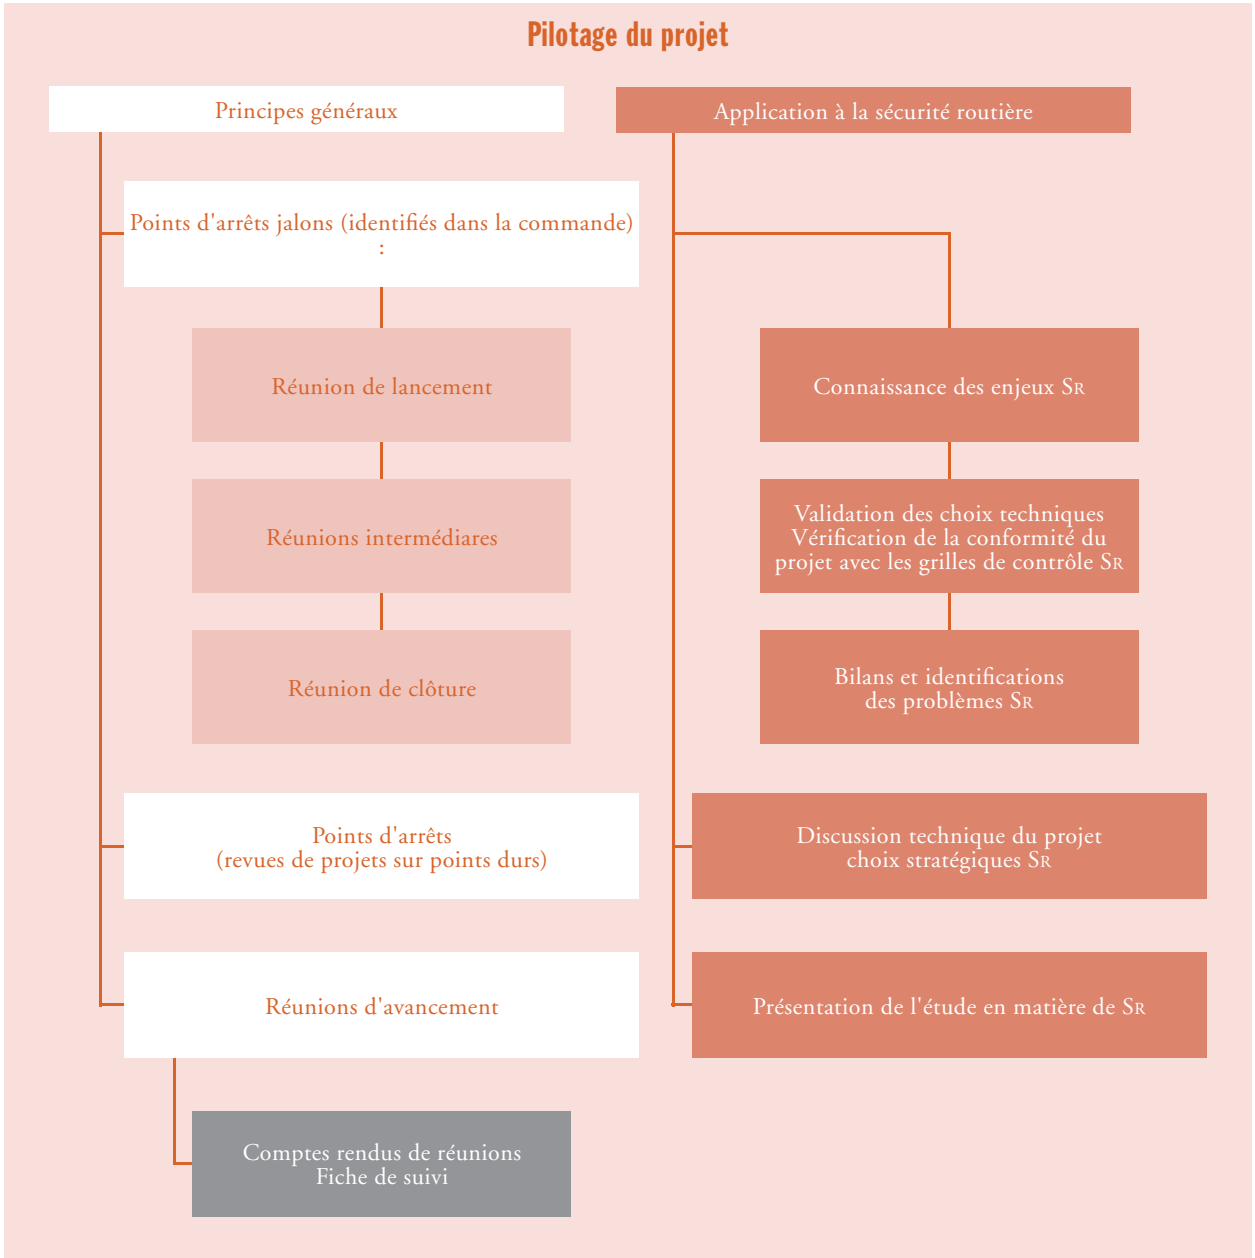 Pilotage du projet
Principes généraux
Points d'arrêts jalons (identifiés dans la commande)
:
Réunion de lancement
Réunions intermédiares
Réunion de clôture
Points d'arrêts
(revues de projets sur points durs)
Réunions d'avancement
Comptes rendus de réunions
Fiche de suivi
Application à la sécurité routière
Connaissance des enjeux SR
Validation des choix techniques
Vérification de la conformité du
projet avec les grilles de contrôle SR
Bilans et identifications
des problèmes SR
Discussion technique du projet
choix stratégiques SR
Présentation de l'étude en matière de SR